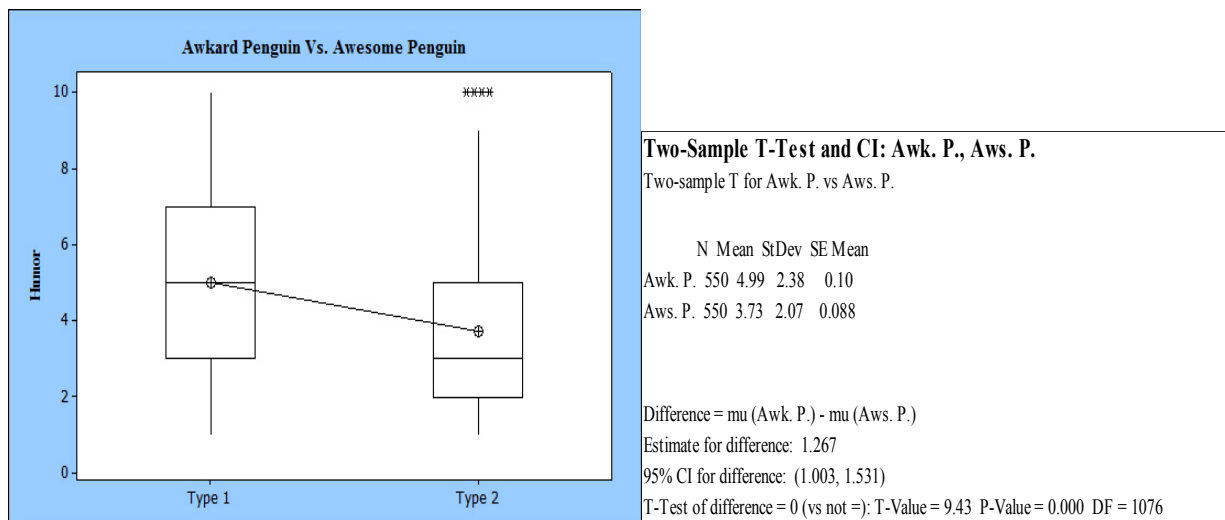 Awkard Penguin Vs. Awesome Penguin
10
8
6
4
2
0
Humor
Type 1 Type 2
Two-Sample T-Test and CI: Awk. P., Aws. P.
Two-sample T for Awk. P. vs Aws. P.
N Mean StDev SE Mean
Awk. P. 550 4.99 2.38 0.10
Aws. P. 550 3.73 2.07 0.088
Difference = mu (Awk. P.) - mu (Aws. P.)
Estimate for difference: 1.267
95% CI for difference: (1.003, 1.531)
T-Test of difference = 0 (vs not =): T-Value = 9.43 P-Value = 0.000 DF = 1076